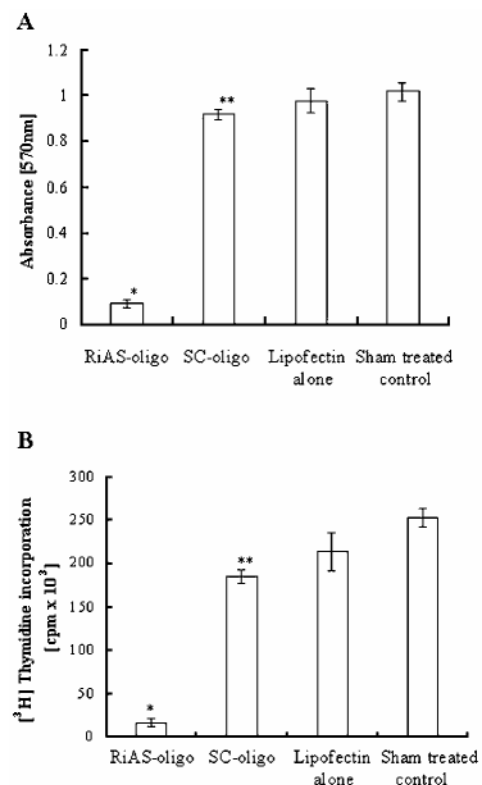 A
1.2
1
0.8
0.6
0.4
0.2
0
Absorbance [570nm]
*
**
RiAS-oligo SC-oligo Lipofectin Sham treated
alone control
B
300
250
200
150
100
50
0
[³H] Thymidine incorporation
[cpm x 10³]
*
**
RiAS-oligo SC-oligo Lipofectin Sham treated
alone control